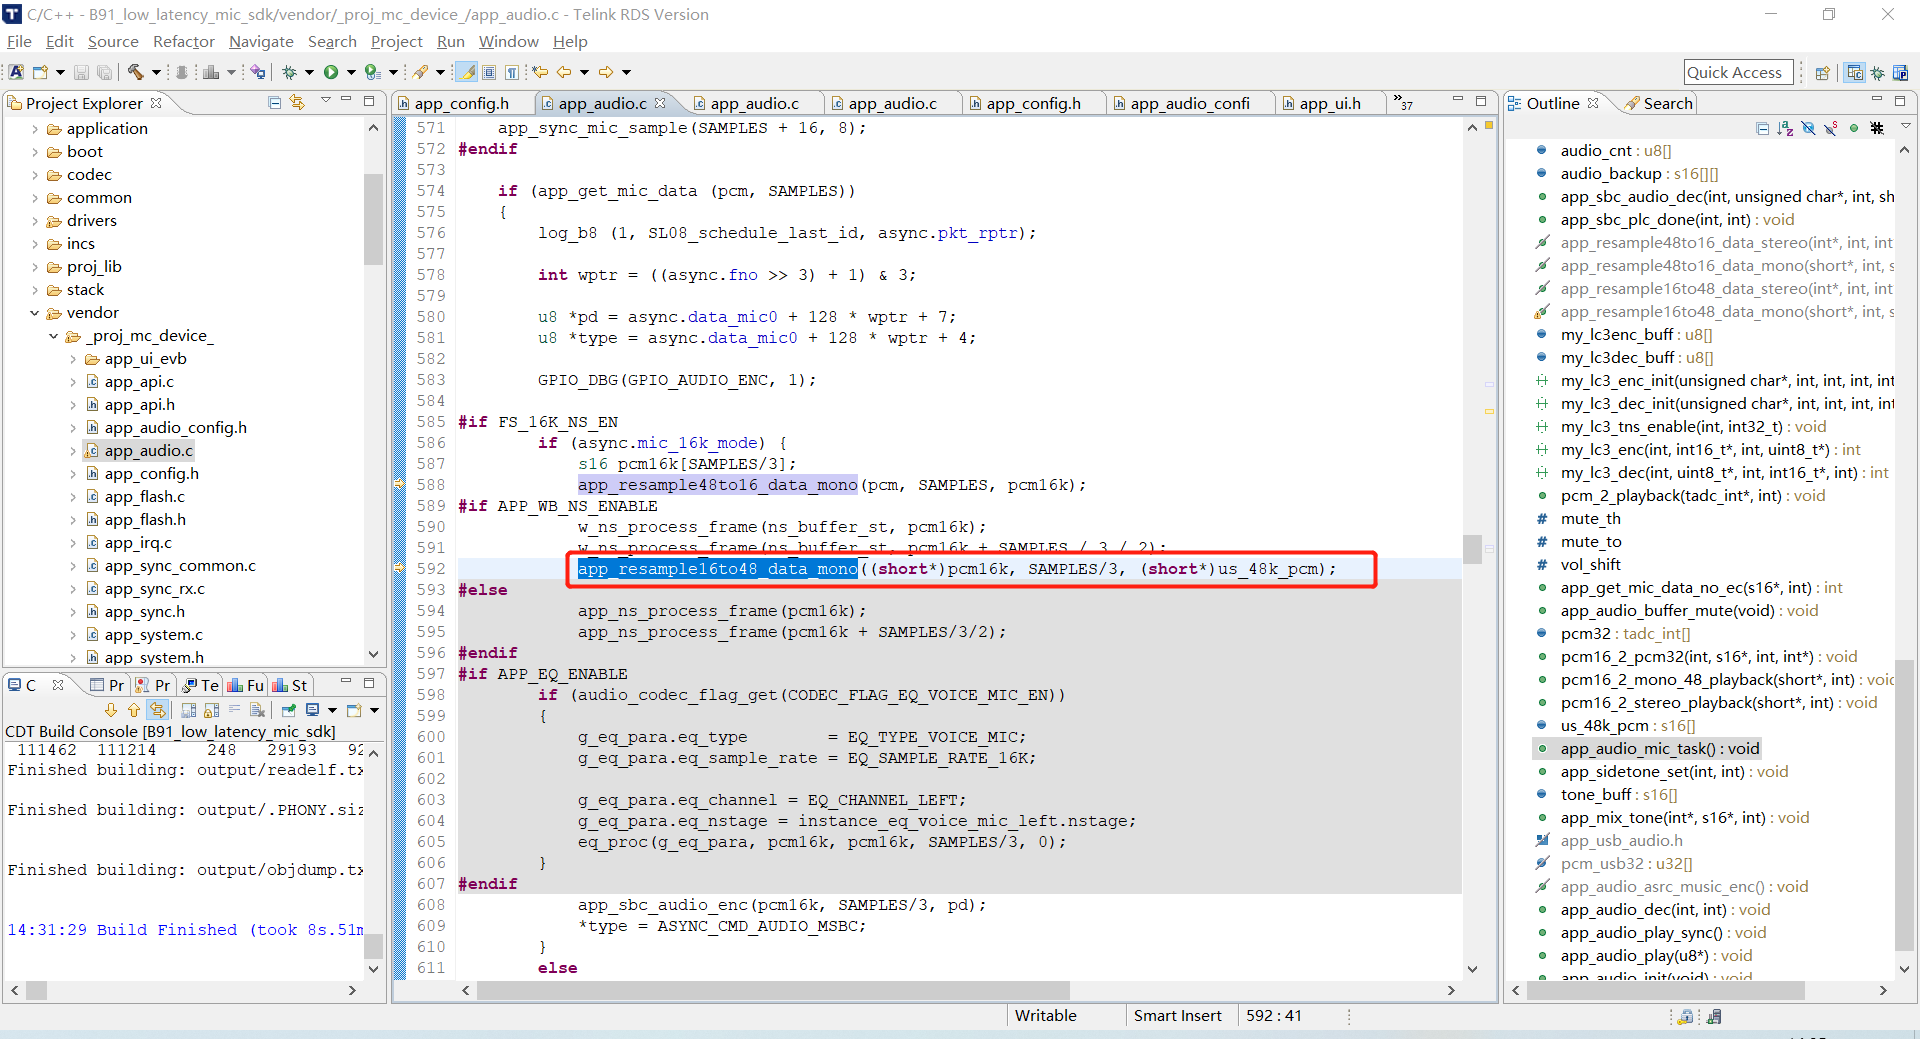 C/C++ - B91_low_latency_mic_sdk/vendor/_proj_mc_device_/app_audio.c - Telink RDS Version
File Edit Source Refactor Navigate Search Project Run Window Help
Quick Access
Project Explorer
application
boot
codec
common
drivers
incs
proj_lib
stack
vendor
_proj_mc_device_
app_ui_evb
app_api.c
app_api.h
app_audio_config.h
app_audio.c
app_config.h
app_flash.c
app_flash.h
app_irq.c
app_sync_common.c
app_sync_rx.c
app_sync.h
app_system.c
app_system.h
C Pr Pr Te Fu St
CDT Build Console [B91_low_latency_mic_sdk]
111462 111214 248 29193 92
Finished building: output/readelf.tx
Finished building: output/.PHONY.siz
Finished building: output/objdump.tx
14:31:29 Build Finished (took 8s.51m
app_config.h app_audio.c app_audio.c app_audio.c app_config.h app_audio_confi app_ui.h »37
571 app_sync_mic_sample(SAMPLES + 16, 8);
572 #endif
573
574 if (app_get_mic_data (pcm, SAMPLES))
575 {
576 log_b8 (1, SL08_schedule_last_id, async.pkt_rptr);
577
578 int wptr = ((async.fno >> 3) + 1) & 3;
579
580 u8 *pd = async.data_mic0 + 128 * wptr + 7;
581 u8 *type = async.data_mic0 + 128 * wptr + 4;
582
583 GPIO_DBG(GPIO_AUDIO_ENC, 1);
584
585 #if FS_16K_NS_EN
586 if (async.mic_16k_mode) {
587 s16 pcm16k[SAMPLES/3];
588 app_resample48to16_data_mono(pcm, SAMPLES, pcm16k);
589 #if APP_WB_NS_ENABLE
590 w_ns_process_frame(ns_buffer_st, pcm16k);
591 w_ns_process_frame(ns_buffer_st, pcm16k + SAMPLES / 3 / 2);
592 app_resample16to48_data_mono((short*)pcm16k, SAMPLES/3, (short*)us_48k_pcm);
593 #else
594 app_ns_process_frame(pcm16k);
595 app_ns_process_frame(pcm16k + SAMPLES/3/2);
596 #endif
597 #if APP_EQ_ENABLE
598 if (audio_codec_flag_get(CODEC_FLAG_EQ_VOICE_MIC_EN))
599 {
600 g_eq_para.eq_type = EQ_TYPE_VOICE_MIC;
601 g_eq_para.eq_sample_rate = EQ_SAMPLE_RATE_16K;
602
603 g_eq_para.eq_channel = EQ_CHANNEL_LEFT;
604 g_eq_para.eq_nstage = instance_eq_voice_mic_left.nstage;
605 eq_proc(g_eq_para, pcm16k, pcm16k, SAMPLES/3, 0);
606 }
607 #endif
608 app_sbc_audio_enc(pcm16k, SAMPLES/3, pd);
609 *type = ASYNC_CMD_AUDIO_MSBC;
610 }
611 else
Outline Search
audio_cnt : u8[]
audio_backup : s16[][]
app_sbc_audio_dec(int, unsigned char*, int, sh
app_sbc_plc_done(int, int) : void
app_resample48to16_data_stereo(int*, int, int
app_resample48to16_data_mono(short*, int, s
app_resample16to48_data_stereo(int*, int, int
app_resample16to48_data_mono(short*, int, s
my_lc3enc_buff : u8[]
my_lc3dec_buff : u8[]
my_lc3_enc_init(unsigned char*, int, int, int, int
my_lc3_dec_init(unsigned char*, int, int, int, int
my_lc3_tns_enable(int, int32_t) : void
my_lc3_enc(int, int16_t*, int, uint8_t*) : int
my_lc3_dec(int, uint8_t*, int, int16_t*, int) : int
pcm_2_playback(tadc_int*, int) : void
mute_th
mute_to
vol_shift
app_get_mic_data_no_ec(s16*, int) : int
app_audio_buffer_mute(void) : void
pcm32 : tadc_int[]
pcm16_2_pcm32(int, s16*, int, int*) : void
pcm16_2_mono_48_playback(short*, int) : void
pcm16_2_stereo_playback(short*, int) : void
us_48k_pcm : s16[]
app_audio_mic_task() : void
app_sidetone_set(int, int) : void
tone_buff : s16[]
app_mix_tone(int*, s16*, int) : void
app_usb_audio.h
pcm_usb32 : u32[]
app_audio_asrc_music_enc() : void
app_audio_dec(int, int) : void
app_audio_play_sync() : void
app_audio_play(u8*) : void
app_audio_init(void) : void
Writable Smart Insert 592 : 41